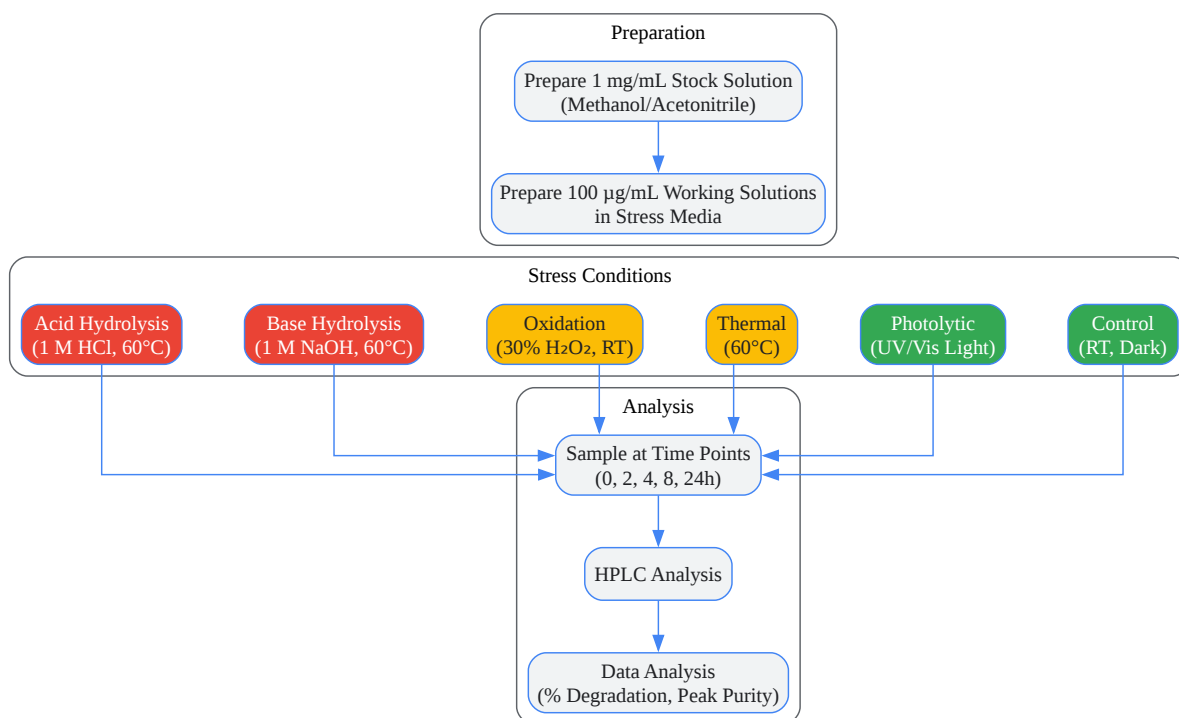 Preparation
Prepare 1 mg/mL Stock Solution
(Methanol/Acetonitrile)
Prepare 100 µg/mL Working Solutions
in Stress Media
Stress Conditions
Acid Hydrolysis
(1 M HCl, 60°C)
Base Hydrolysis
(1 M NaOH, 60°C)
Oxidation
(30% H₂O₂, RT)
Thermal
(60°C)
Photolytic
(UV/Vis Light)
Control
(RT, Dark)
Analysis
Sample at Time Points
(0, 2, 4, 8, 24h)
HPLC Analysis
Data Analysis
(% Degradation, Peak Purity)